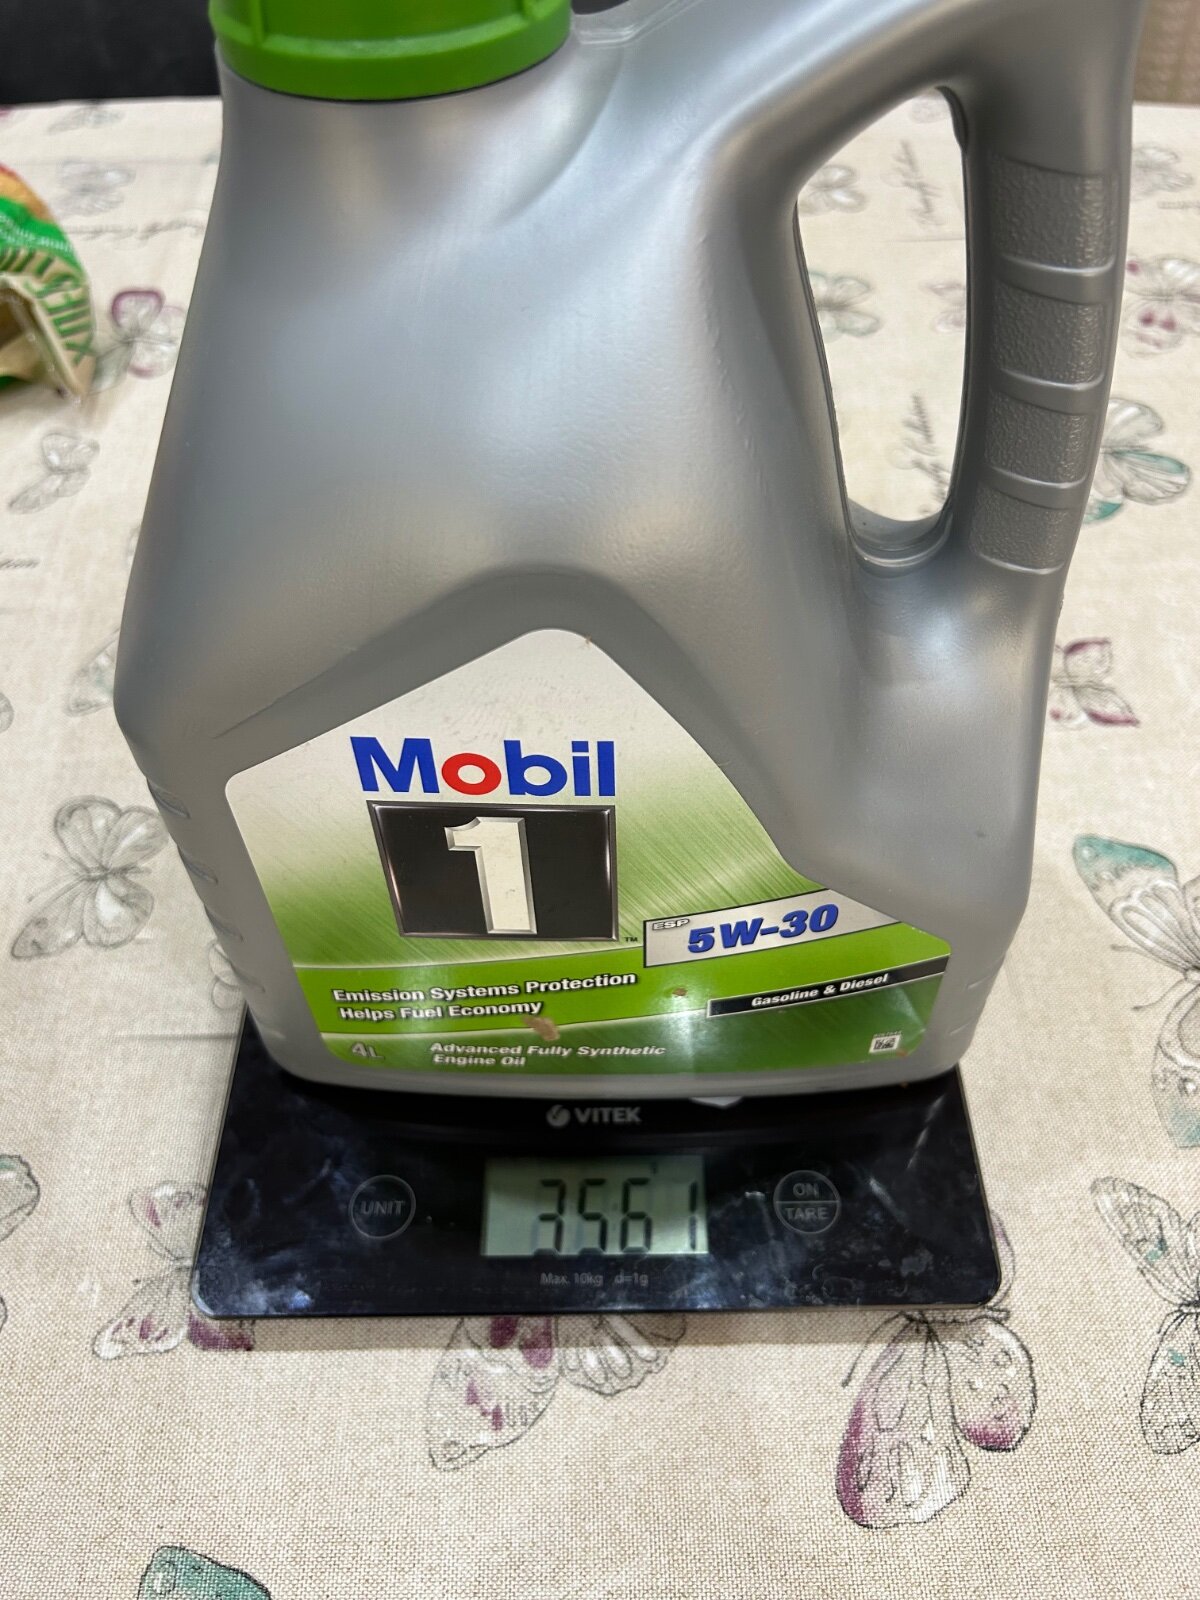 Mobil
1
™
ESP 5W-30
Emission Systems Protection
Helps Fuel Economy
Gasoline & Diesel
4L
Advanced Fully Synthetic
Engine Oil
VITEK
UNIT
3561
ON
TARE
Max. 10kg d=1g